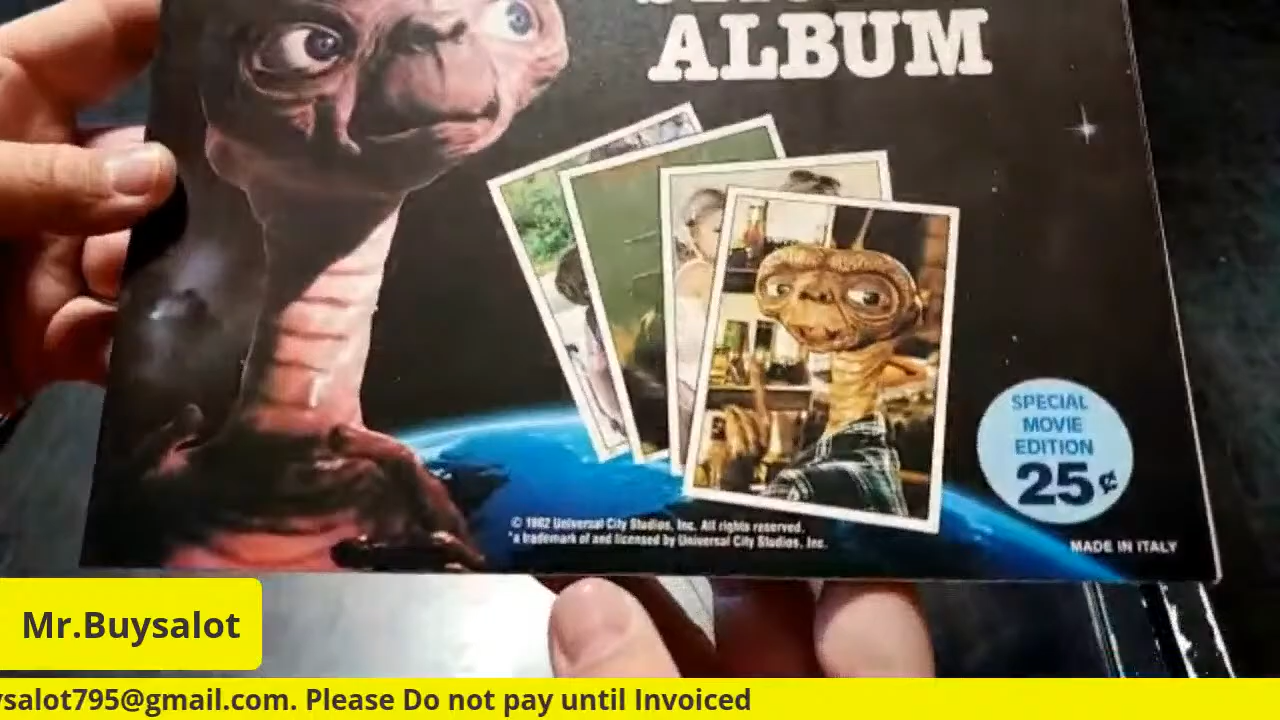 ALBUM
SPECIAL
MOVIE
EDITION
25¢
© 1982 Universal City Studios, Inc. All rights reserved.
*a trademark of and licensed by Universal City Studios, Inc.
MADE IN ITALY
Mr.Buysalot
ysalot795@gmail.com. Please Do not pay until Invoiced